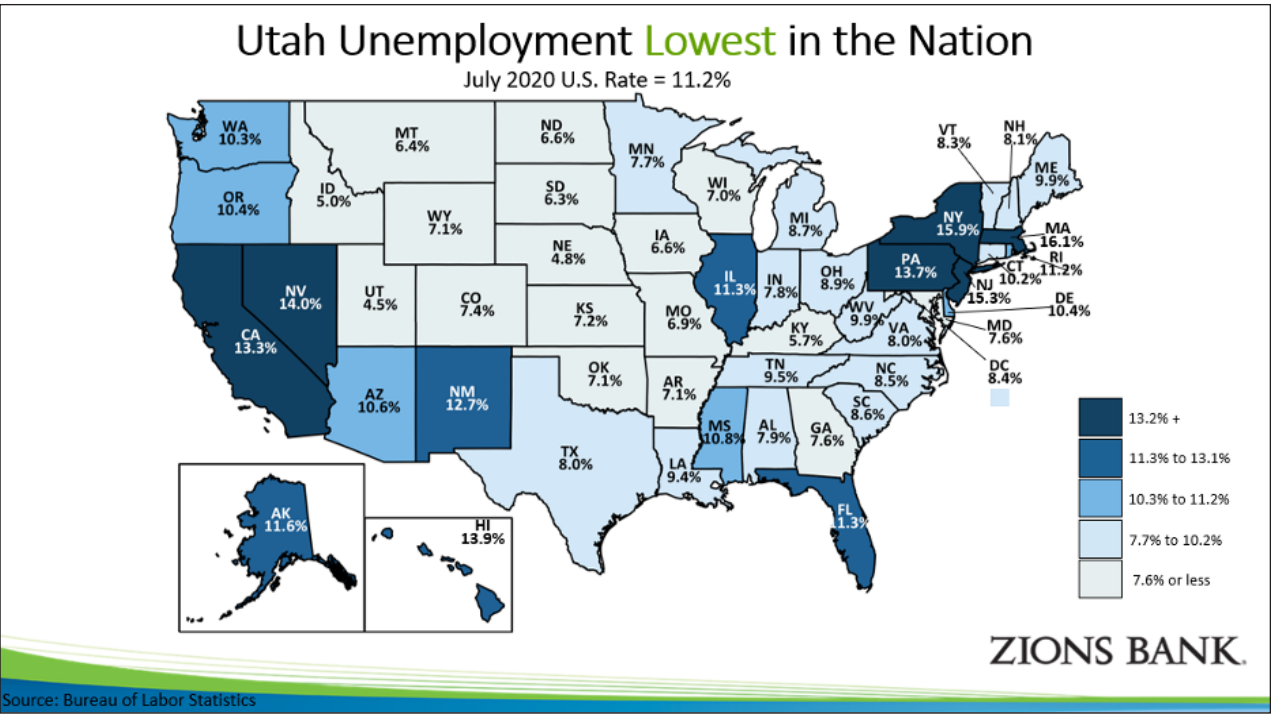 Utah Unemployment Lowest in the Nation
July 2020 U.S. Rate = 11.2%
WA
10.3%
OR
10.4%
CA
13.3%
NV
14.0%
ID
5.0%
MT
6.4%
WY
7.1%
UT
4.5%
AZ
10.6%
CO
7.4%
NM
12.7%
ND
6.6%
SD
6.3%
NE
4.8%
KS
7.2%
OK
7.1%
TX
8.0%
MN
7.7%
IA
6.6%
MO
6.9%
AR
7.1%
LA
9.4%
WI
7.0%
IL
11.3%
MI
8.7%
IN
7.8%
OH
8.9%
KY
5.7%
TN
9.5%
MS
10.8%
AL
7.9%
GA
7.6%
FL
11.3%
SC
8.6%
NC
8.5%
VA
8.0%
WV
9.9%
PA
13.7%
NY
15.9%
VT
8.3%
NH
8.1%
ME
9.9%
MA
16.1%
RI
11.2%
CT
10.2%
NJ
15.3%
DE
10.4%
MD
7.6%
DC
8.4%
AK
11.6%
HI
13.9%
13.2% +
11.3% to 13.1%
10.3% to 11.2%
7.7% to 10.2%
7.6% or less
ZIONS BANK.
Source: Bureau of Labor Statistics